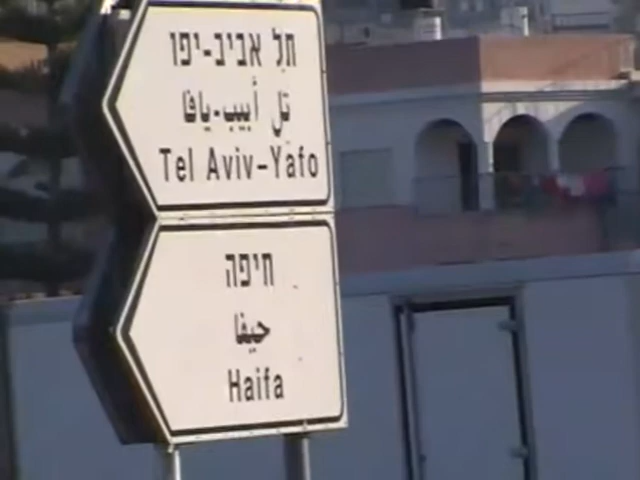 תל אביב-יפו
تل أبيب-يافا
Tel Aviv-Yafo
חיפה
حيفا
Haifa